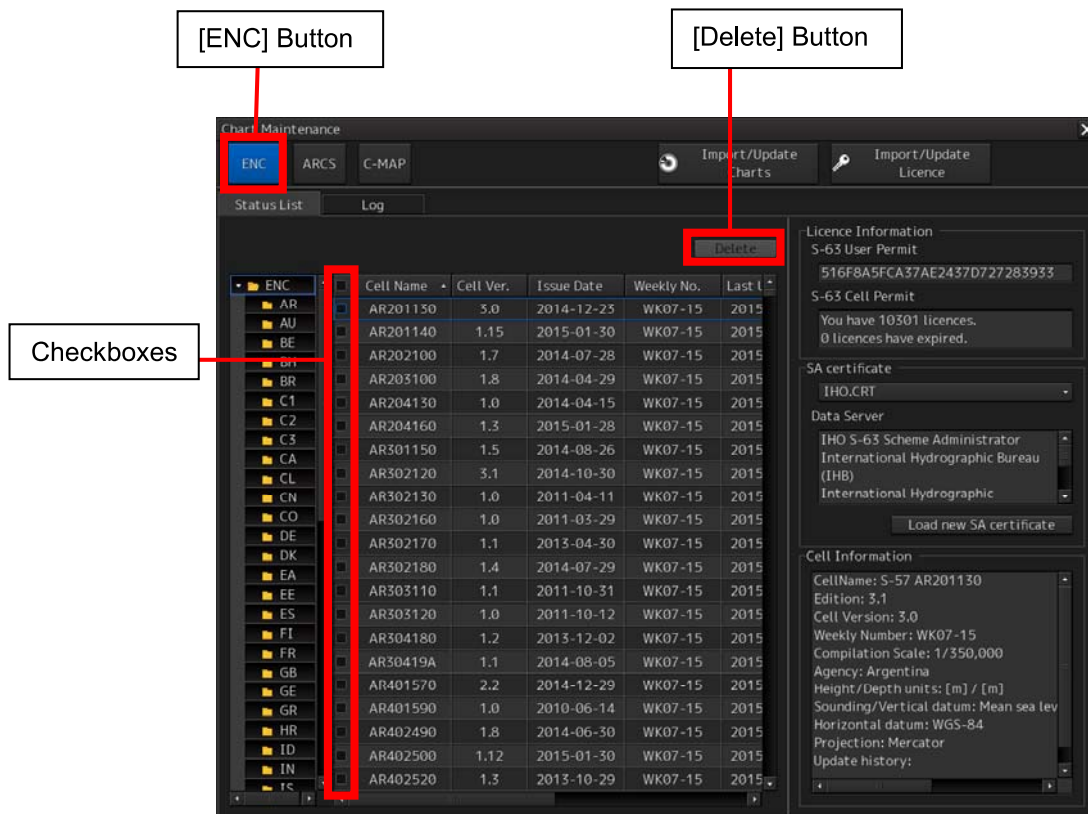 [ENC] Button
[Delete] Button
Chart Maintenance
ENC
ARCS
C-MAP
Import/Update
Charts
Import/Update
Licence
Status List
Log
Delete
Checkboxes
ENC
AR
AU
BE
BH
BR
C1
C2
C3
CA
CL
CN
CO
DE
DK
EA
EE
ES
FI
FR
GB
GE
GR
HR
ID
IN
IS
Cell Name Cell Ver. Issue Date Weekly No. Last
AR201130 3.0 2014-12-23 WK07-15 2015
AR201140 1.15 2015-01-30 WK07-15 2015
AR202100 1.7 2014-07-28 WK07-15 2015
AR203100 1.8 2014-04-29 WK07-15 2015
AR204130 1.0 2014-04-15 WK07-15 2015
AR204160 1.3 2015-01-28 WK07-15 2015
AR301150 1.5 2014-08-26 WK07-15 2015
AR302120 3.1 2014-10-30 WK07-15 2015
AR302130 1.0 2011-04-11 WK07-15 2015
AR302160 1.0 2011-03-29 WK07-15 2015
AR302170 1.1 2013-04-30 WK07-15 2015
AR302180 1.4 2014-07-29 WK07-15 2015
AR303110 1.1 2011-10-31 WK07-15 2015
AR303120 1.0 2011-10-12 WK07-15 2015
AR304180 1.2 2013-12-02 WK07-15 2015
AR30419A 1.1 2014-08-05 WK07-15 2015
AR401570 2.2 2014-12-29 WK07-15 2015
AR401590 1.0 2010-06-14 WK07-15 2015
AR402490 1.8 2014-06-30 WK07-15 2015
AR402500 1.12 2015-01-30 WK07-15 2015
AR402520 1.3 2013-10-29 WK07-15 2015
Licence Information
S-63 User Permit
516F8A5FCA37AE2437D727283933
S-63 Cell Permit
You have 10301 licences.
0 licences have expired.
SA certificate
IHO.CRT
Data Server
IHO S-63 Scheme Administrator
International Hydrographic Bureau
(IHB)
International Hydrographic
Load new SA certificate
Cell Information
CellName: S-57 AR201130
Edition: 3.1
Cell Version: 3.0
Weekly Number: WK07-15
Compilation Scale: 1/350,000
Agency: Argentina
Height/Depth units: [m] / [m]
Sounding/Vertical datum: Mean sea lev
Horizontal datum: WGS-84
Projection: Mercator
Update history: